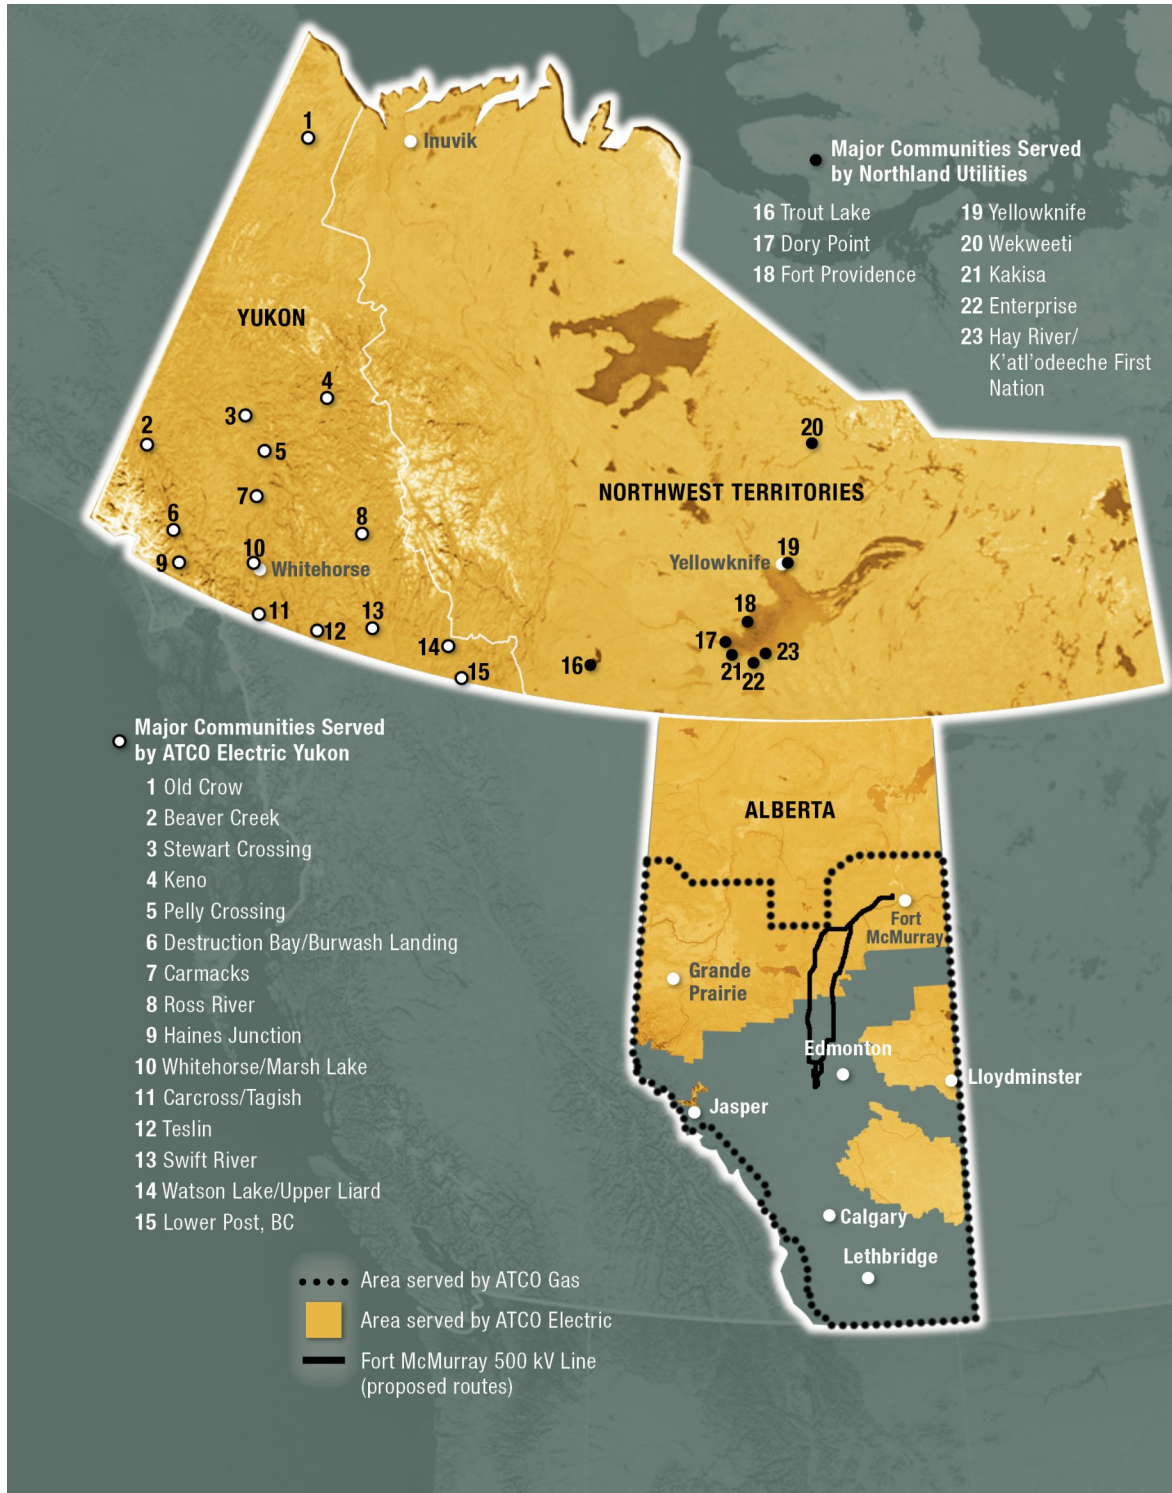 1
Inuvik
Major Communities Served
by Northland Utilities
16 Trout Lake
17 Dory Point
18 Fort Providence
19 Yellowknife
20 Wekweeti
21 Kakisa
22 Enterprise
23 Hay River/
K'atl'odeeche First
Nation
YUKON
4
3
2
5
20
7
NORTHWEST TERRITORIES
6
8
10
9
Whitehorse
Yellowknife
19
18
11
13
12
17
14
23
16
15
21
22
Major Communities Served
by ATCO Electric Yukon
1 Old Crow
2 Beaver Creek
3 Stewart Crossing
4 Keno
5 Pelly Crossing
6 Destruction Bay/Burwash Landing
7 Carmacks
8 Ross River
9 Haines Junction
10 Whitehorse/Marsh Lake
11 Carcross/Tagish
12 Teslin
13 Swift River
14 Watson Lake/Upper Liard
15 Lower Post, BC
ALBERTA
Fort
McMurray
Grande
Prairie
Edmonton
Lloydminster
Jasper
Calgary
Lethbridge
Area served by ATCO Gas
Area served by ATCO Electric
Fort McMurray 500 kV Line
(proposed routes)